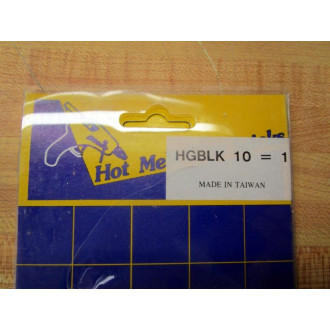 Hot Me
HGBLK 10 = 1
MADE IN TAIWAN